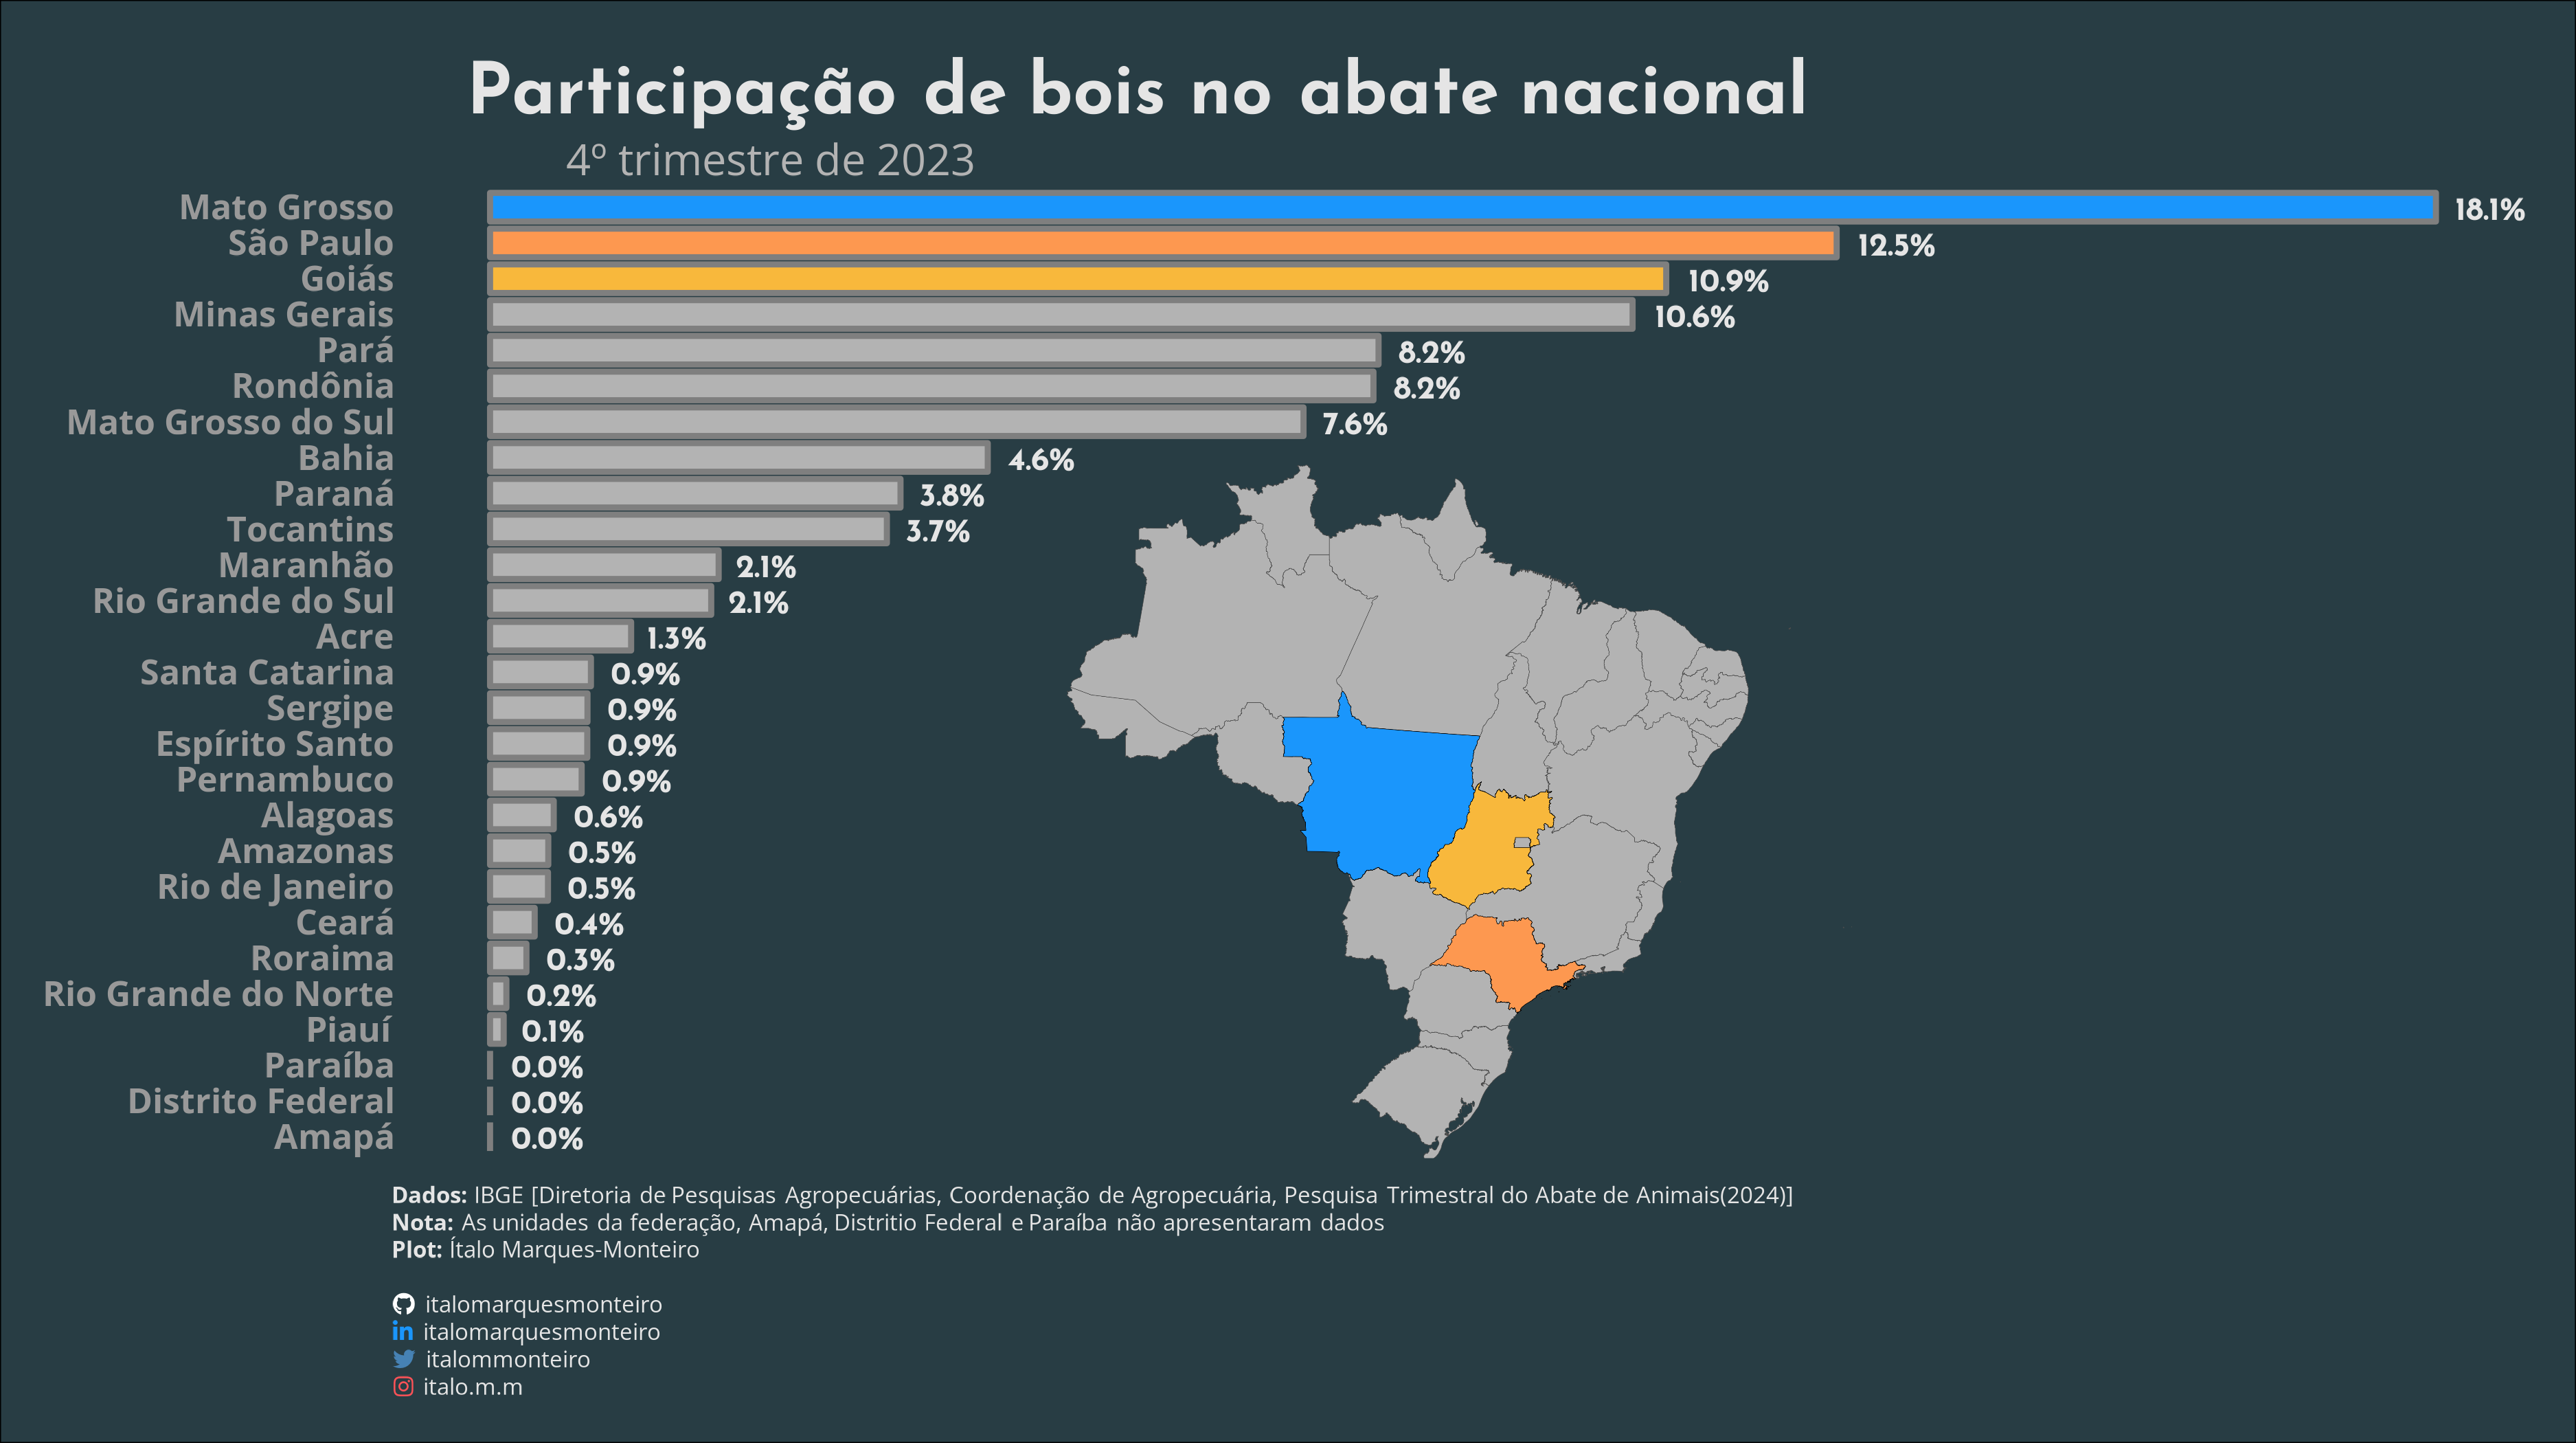 Participação de bois no abate nacional
4º trimestre de 2023
Mato Grosso 18.1%
São Paulo 12.5%
Goiás 10.9%
Minas Gerais 10.6%
Pará 8.2%
Rondônia 8.2%
Mato Grosso do Sul 7.6%
Bahia 4.6%
Paraná 3.8%
Tocantins 3.7%
Maranhão 2.1%
Rio Grande do Sul 2.1%
Acre 1.3%
Santa Catarina 0.9%
Sergipe 0.9%
Espírito Santo 0.9%
Pernambuco 0.9%
Alagoas 0.6%
Amazonas 0.5%
Rio de Janeiro 0.5%
Ceará 0.4%
Roraima 0.3%
Rio Grande do Norte 0.2%
Piauí 0.1%
Paraíba 0.0%
Distrito Federal 0.0%
Amapá 0.0%
Dados: IBGE [Diretoria de Pesquisas Agropecuárias, Coordenação de Agropecuária, Pesquisa Trimestral do Abate de Animais(2024)]
Nota: As unidades da federação, Amapá, Distritio Federal e Paraíba não apresentaram dados
Plot: Ítalo Marques-Monteiro
italomarquesmonteiro
in italomarquesmonteiro
italommonteiro
italo.m.m